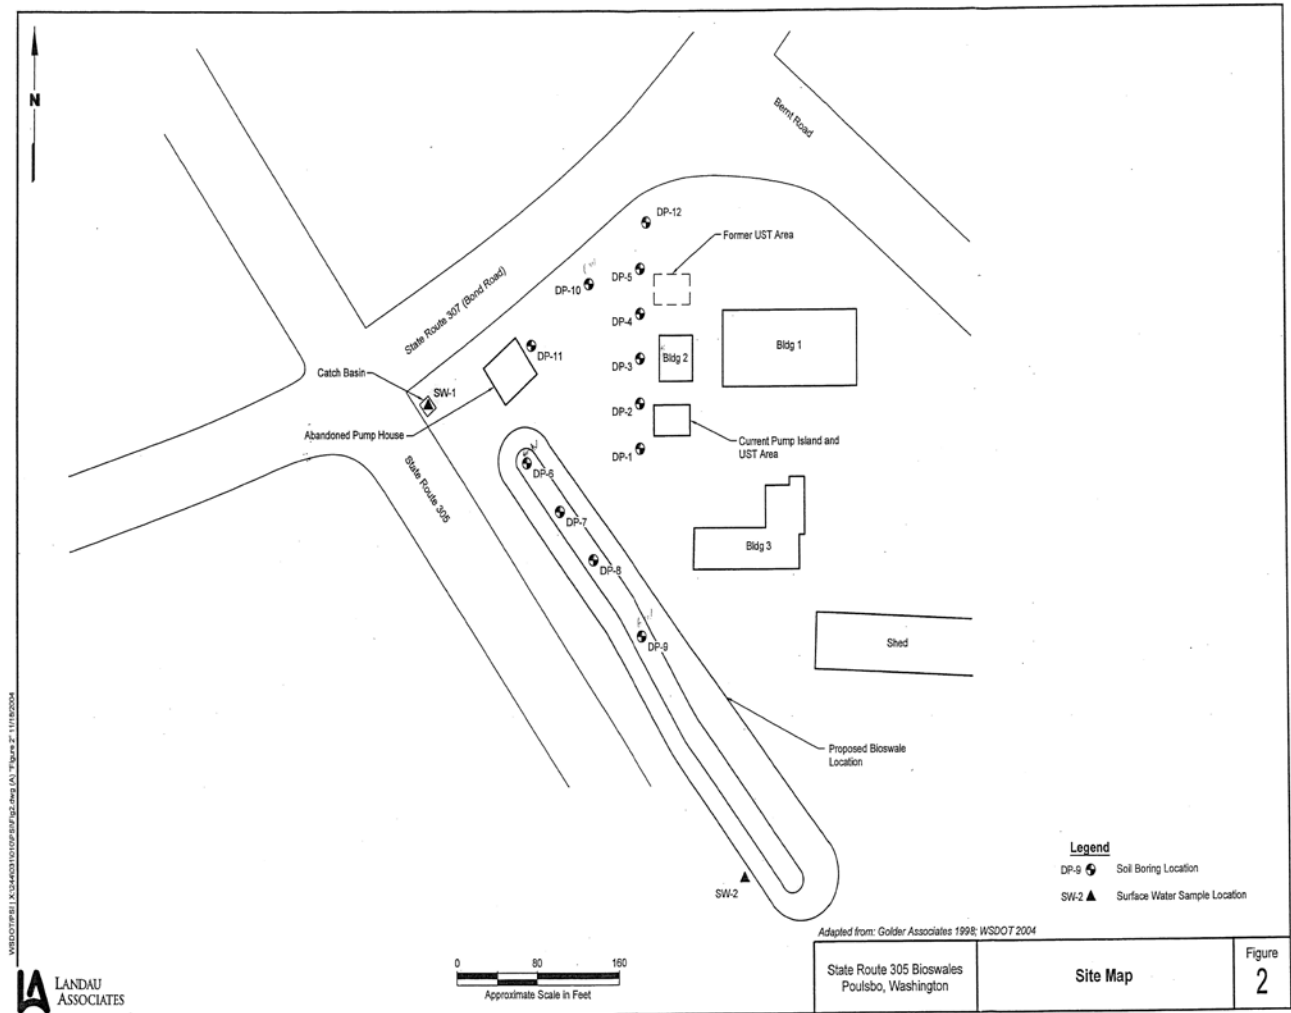 N
Bernt Road
DP-12
Former UST Area
DP-5
DP-10
State Route 307 (Bond Road)
DP-4
Bldg 1
DP-11
DP-3
Bldg 2
Catch Basin
SW-1
DP-2
Abandoned Pump House
Current Pump Island and
UST Area
DP-1
State Route 305
DP-6
DP-7
Bldg 3
DP-8
DP-9
Shed
Proposed Bioswale
Location
Legend
DP-9 Soil Boring Location
SW-2 Surface Water Sample Location
SW-2
Adapted from: Golder Associates 1998; WSDOT 2004
0 80 160
Approximate Scale in Feet
LANDAU
ASSOCIATES
State Route 305 Bioswales
Poulsbo, Washington
Site Map
Figure
2